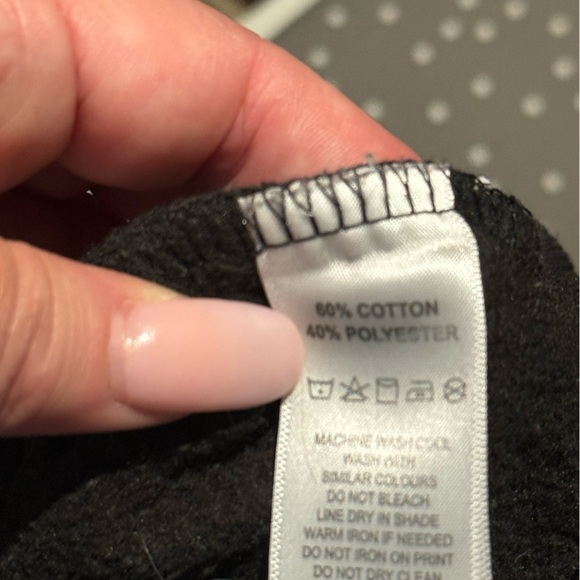 60% COTTON
40% POLYESTER
MACHINE WASH COOL
WASH WITH
SIMILAR COLOURS
DO NOT BLEACH
LINE DRY IN SHADE
WARM IRON IF NEEDED
DO NOT IRON ON PRINT
DO NOT DRY CLEAN